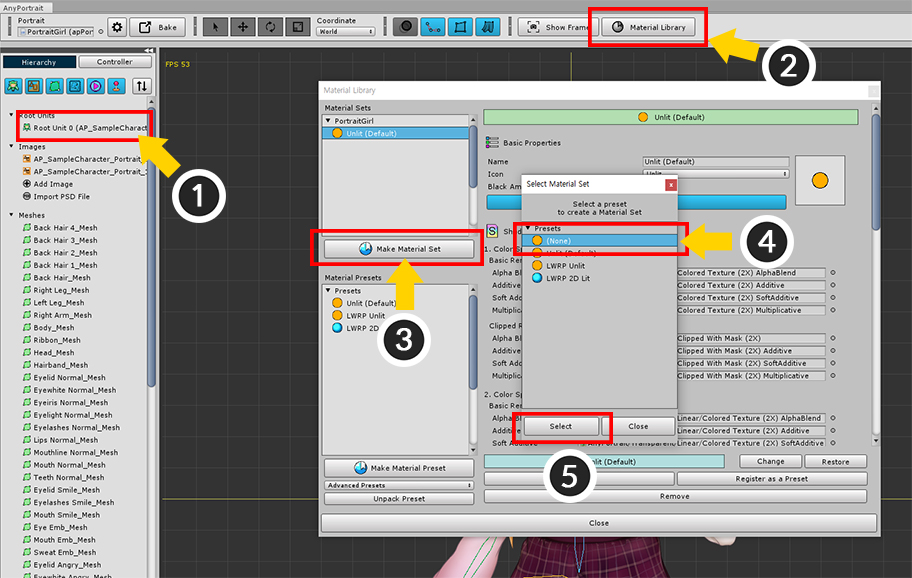 AnyPortrait
Portrait
PortraitGirl (apPor
Bake
Coordinate
World
Show Frame
Material Library
2
Hierarchy
Controller
FPS 53
Root Units
Root Unit 0 (AP_SampleCharact
1
Images
AP_SampleCharacter_Portrait_
AP_SampleCharacter_Portrait_
Add Image
Import PSD File
Meshes
Back Hair 4_Mesh
Back Hair 3_Mesh
Back Hair 2_Mesh
Back Hair 1_Mesh
Back Hair_Mesh
Right Leg_Mesh
Left Leg_Mesh
Right Arm_Mesh
Body_Mesh
Ribbon_Mesh
Head_Mesh
Hairband_Mesh
Eyelid Normal_Mesh
Eyewhite Normal_Mesh
Eyeiris Normal_Mesh
Eyelight Normal_Mesh
Eyelashes Normal_Mesh
Lips Normal_Mesh
Mouthline Normal_Mesh
Mouth Normal_Mesh
Teeth Normal_Mesh
Eyelid Smile_Mesh
Eyelashes Smile_Mesh
Mouth Smile_Mesh
Eye Emb_Mesh
Mouth Emb_Mesh
Sweat Emb_Mesh
Eyelid Angry_Mesh
Eyewhite Angry_Mesh
Material Library
Material Sets
PortraitGirl
Unlit (Default)
Make Material Set
3
Material Presets
Presets
Unlit (Default)
LWRP Unlit
LWRP 2D
Make Material Preset
Advanced Presets
Unpack Preset
Unlit (Default)
Basic Properties
Name
Unlit (Default)
Icon
Unlit
Black Am
Shad
1. Color Sp
Basic Re
Alpha Bl
Colored Texture (2X) AlphaBlend
Additive
Colored Texture (2X) Additive
Soft Add
Colored Texture (2X) SoftAdditive
Multiplic
Colored Texture (2X) Multiplicative
Clipped R
Alpha Bl
Clipped With Mask (2X)
Additive
Clipped With Mask (2X) Additive
Soft Add
Clipped With Mask (2X) SoftAdditive
Multiplic
Clipped With Mask (2X) Multiplicative
2. Color Sp
Basic Re
AlphaB
Linear/Colored Texture (2X) AlphaBlend
Additive
Linear/Colored Texture (2X) Additive
Soft Additive
AnyPortrait/Transparent/Linear/Colored Texture (2X) SoftAdditive
Unlit (Default)
Change
Restore
Register as a Preset
Remove
Close
Select Material Set
x
Select a preset
to create a Material Set
Presets
(None)
4
Unlit (Default)
LWRP Unlit
LWRP 2D Lit
Select
Close
5